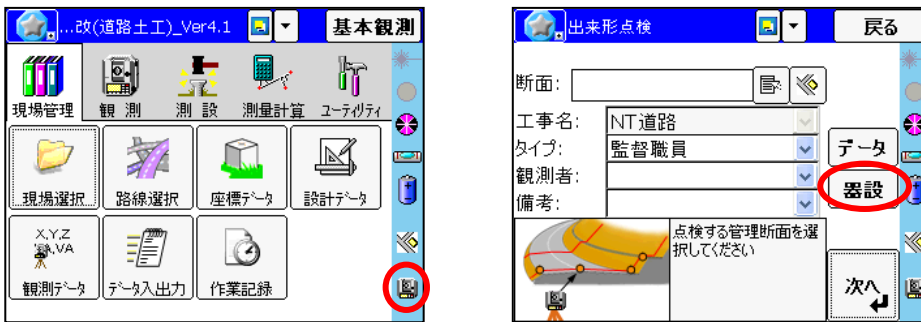 ...改(道路土工)_Ver4.1
基本観測
現場管理
観 測
測 設
測量計算
ユーティリティ
現場選択
路線選択
座標データ
設計データ
X,Y,Z
観測データ
データ入出力
作業記録
出来形点検
戻る
断面:
工事名:
NT道路
タイプ:
監督職員
観測者:
備考:
データ
器設
点検する管理断面を選
択してください
次へ